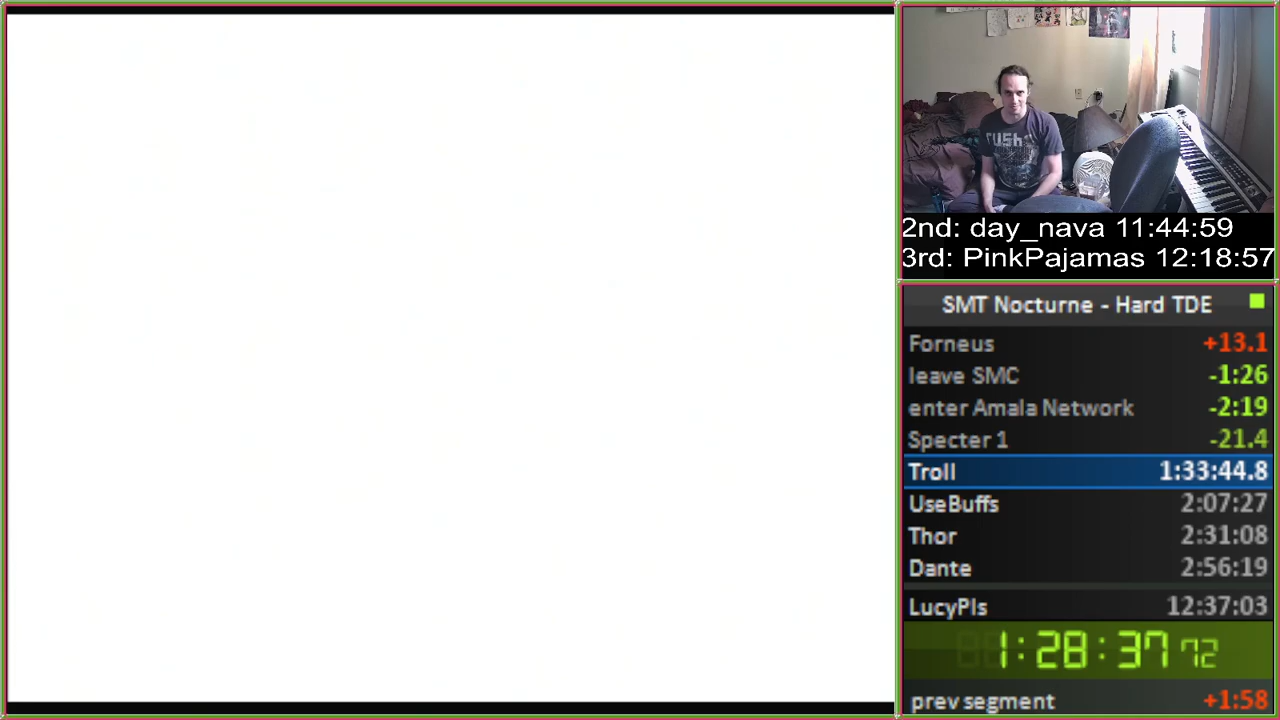 RUSH
2nd: day_nava 11:44:59
3rd: PinkPajamas 12:18:57
SMT Nocturne - Hard TDE
Forneus +13.1
leave SMC -1:26
enter Amala Network -2:19
Specter 1 -21.4
Troll 1:33:44.8
UseBuffs 2:07:27
Thor 2:31:08
Dante 2:56:19
LucyPls 12:37:03
1:28:37 72
prev segment +1:58